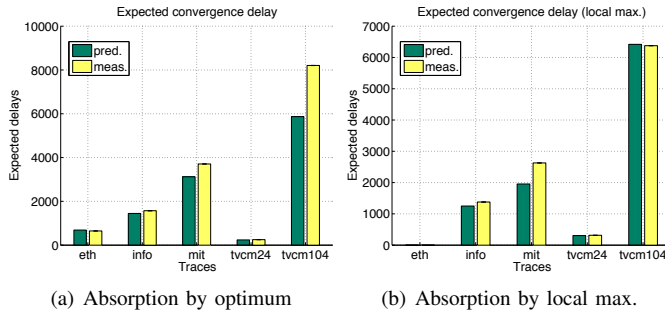 Expected convergence delay
10000
8000
6000
4000
2000
0
Expected delays
pred.
meas.
eth info mit tvcm24 tvcm104
Traces
(a) Absorption by optimum
Expected convergence delay (local max.)
7000
6000
5000
4000
3000
2000
1000
0
Expected delays
pred.
meas.
eth info mit tvcm24 tvcm104
Traces
(b) Absorption by local max.